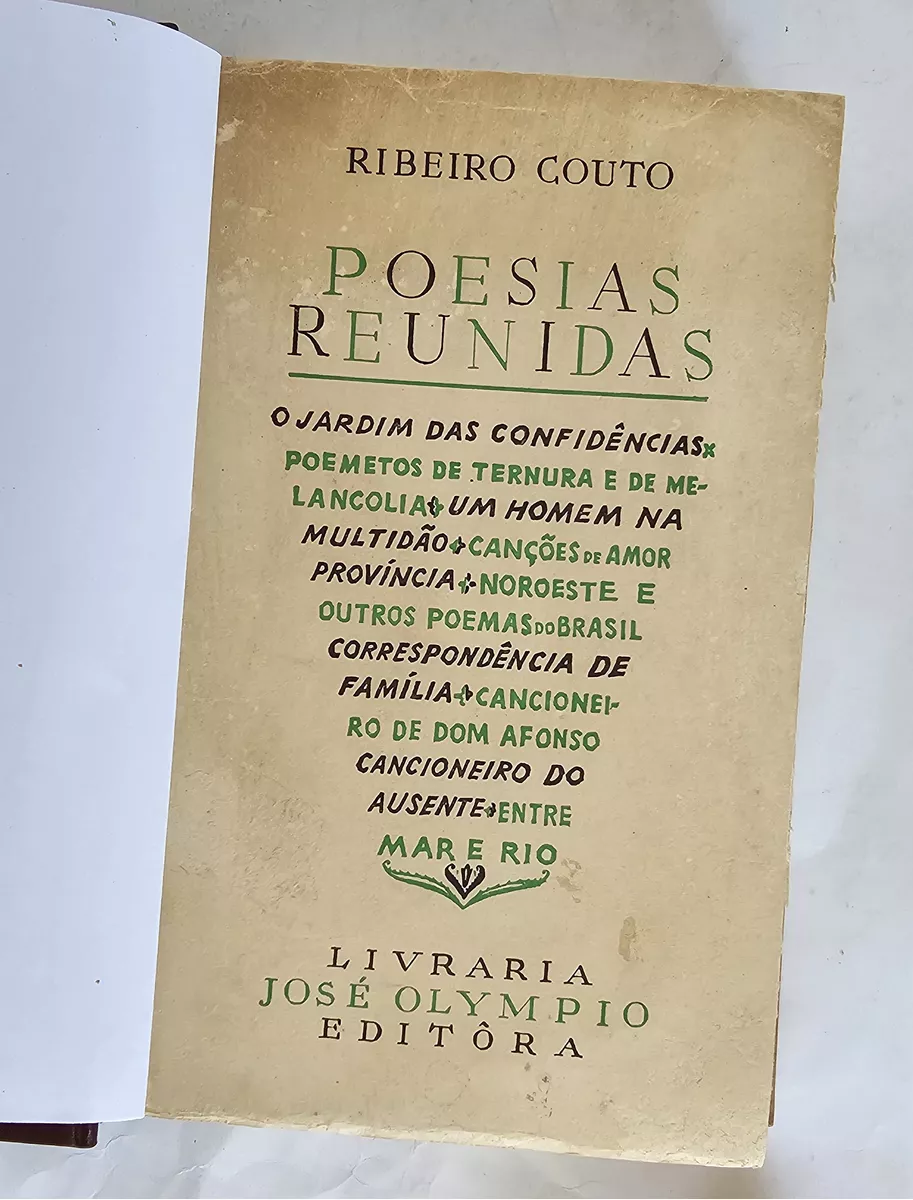 RIBEIRO COUTO
POESIAS
REUNIDAS
O JARDIM DAS CONFIDÊNCIAS
POEMETOS DE TERNURA E DE ME-
LANCOLIA UM HOMEM NA
MULTIDÃO CANÇÕES DE AMOR
PROVÍNCIA NOROESTE E
OUTROS POEMAS DO BRASIL
CORRESPONDÊNCIA DE
FAMÍLIA CANCIONEI-
RO DE DOM AFONSO
CANCIONEIRO DO
AUSENTE ENTRE
MAR E RIO
LIVRARIA
JOSÉ OLYMPIO
EDITÔRA